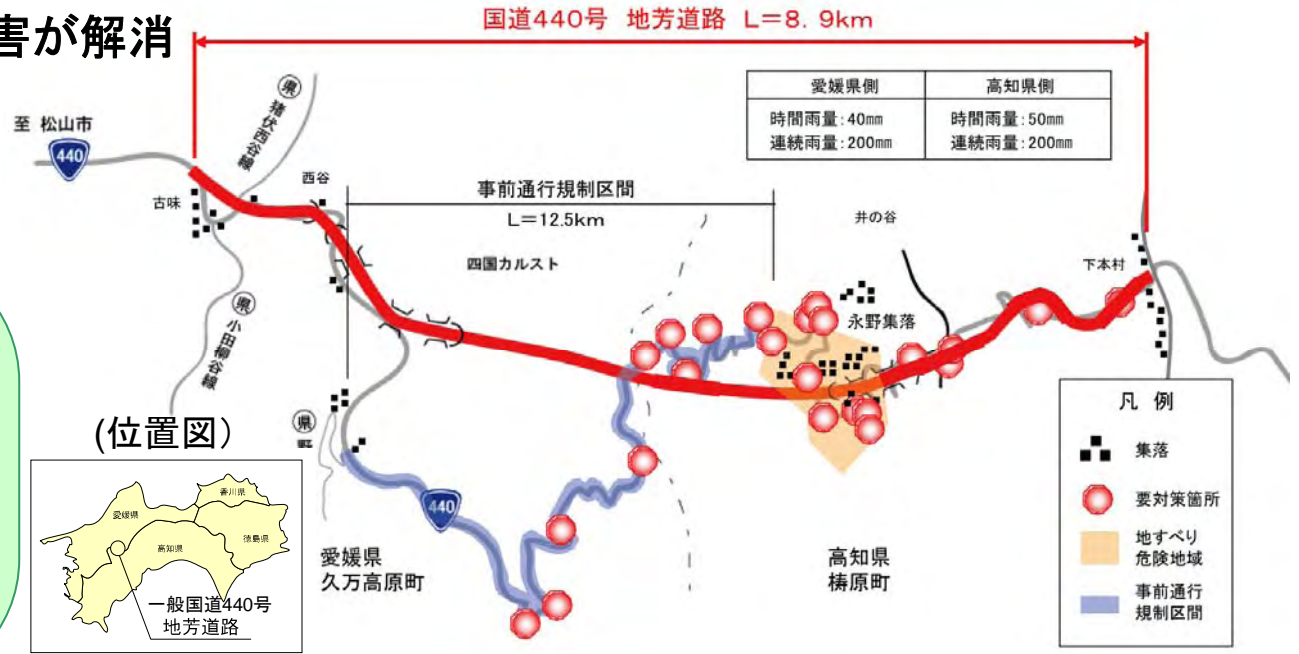 害が解消
国道440号 地芳道路 L=8.9km
愛媛県側 高知県側
時間雨量:40㎜ 時間雨量:50㎜
連続雨量:200㎜ 連続雨量:200㎜
至 松山市
440
県 猪伏西谷線
西谷
古味
事前通行規制区間
L=12.5km
四国カルスト
井の谷
下本村
永野集落
県 小田柳谷線
県 野
440
愛媛県
久万高原町
高知県
梼原町
凡 例
集落
要対策箇所
地すべり
危険地域
事前通行
規制区間
(位置図)
香川県
愛媛県
徳島県
高知県
一般国道440号
地芳道路